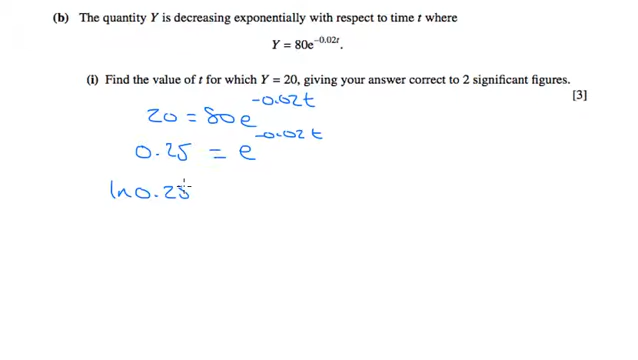 (b) The quantity Y is decreasing exponentially with respect to time t where
Y = 80e^{-0.02t}.
(i) Find the value of t for which Y = 20, giving your answer correct to 2 significant figures.
[3]
20 = 80e^{-0.02t}
0.25 = e^{-0.02t}
ln 0.25